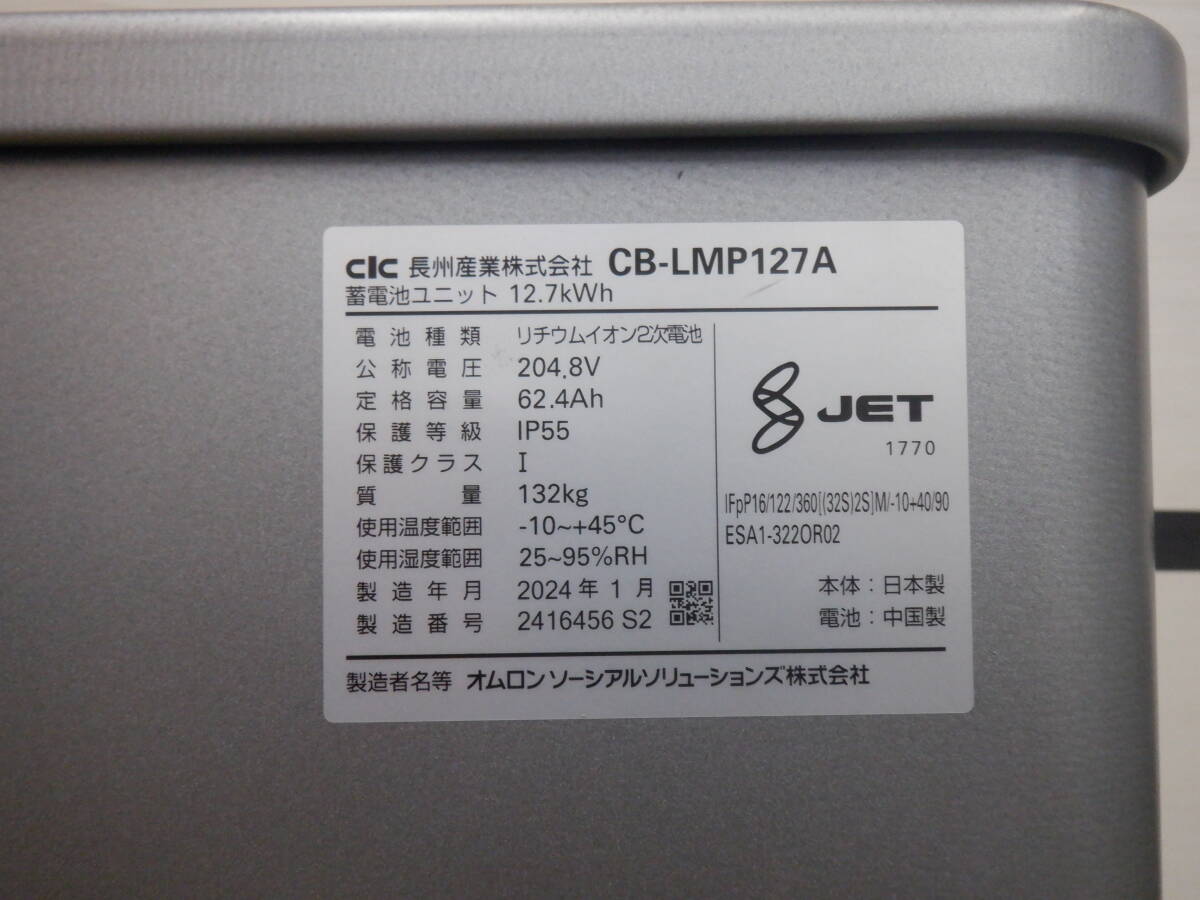 CIC 長州産業株式会社 CB-LMP127A
蓄電池ユニット 12.7kWh
電池種類 リチウムイオン2次電池
公称電圧 204.8V
定格容量 62.4Ah
保護等級 IP55
保護クラス I
質量 132kg
使用温度範囲 -10~+45°C
使用湿度範囲 25~95%RH
製造年月 2024年1月
製造番号 2416456 S2
JET
1770
IFpP16/122/360[(32S)2S]M/-10+40/90
ESA1-322OR02
本体：日本製
電池：中国製
製造者名等 オムロン ソーシアルソリューションズ株式会社